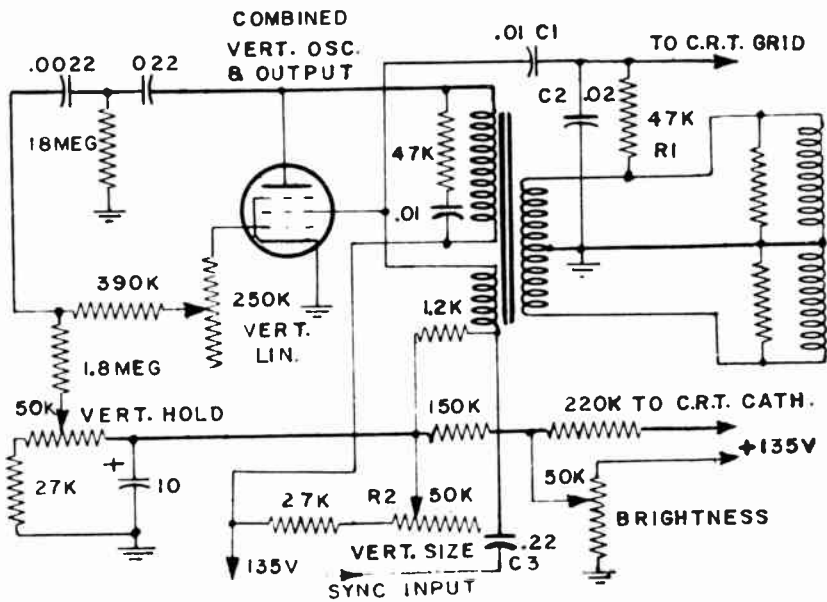 COMBINED
VERT. OSC.
& OUTPUT
.01 C1
TO C.R.T. GRID
.0022
022
C2 .02
18MEG
47K
47K
R1
.01
390K
250K
VERT.
LIN.
1.2K
1.8MEG
50K
VERT. HOLD
150K
220K TO C.R.T. CATH.
+135V
+
27K
10
27K
R2
50K
50K
BRIGHTNESS
VERT. SIZE
.22
C3
135V
SYNC INPUT